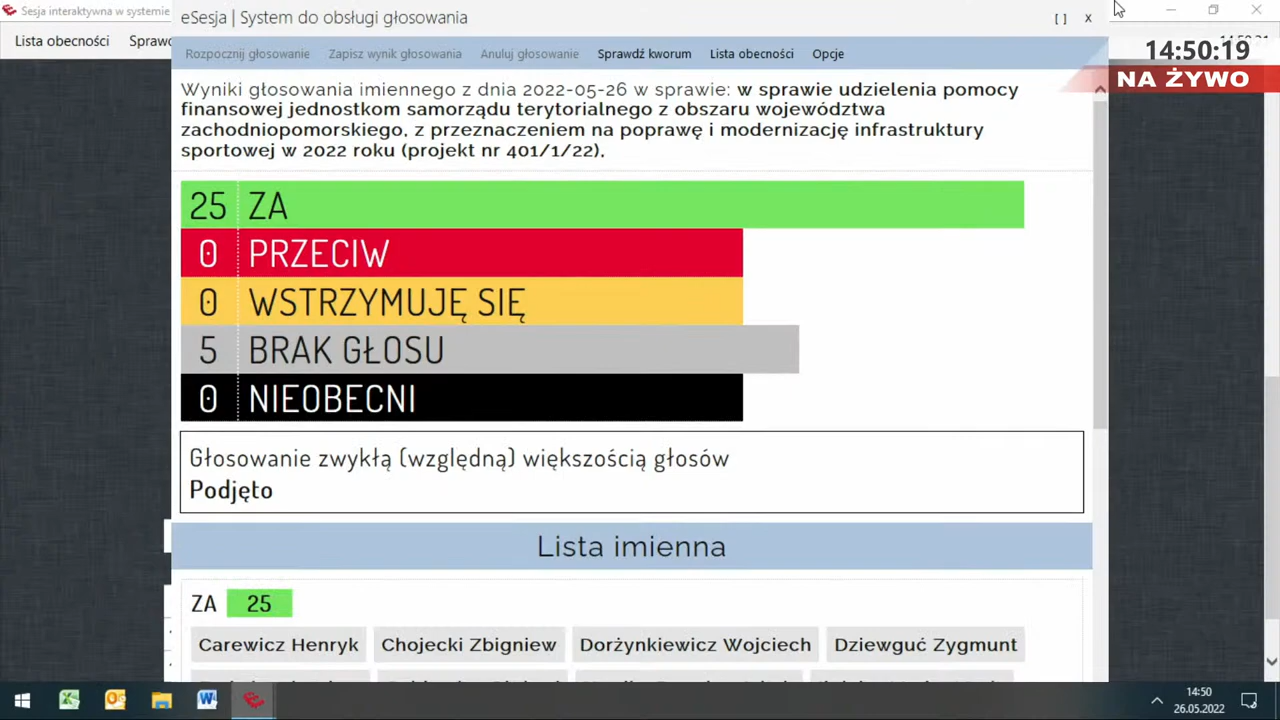 Sesja interaktywna w systemie
eSesja | System do obsługi głosowania
[ ] x
Lista obecności
Rozpocznij głosowanie Zapisz wynik głosowania Anuluj głosowanie Sprawdź kworum Lista obecności Opcje
14:50:19
NA ŻYWO
Wyniki głosowania imiennego z dnia 2022-05-26 w sprawie: w sprawie udzielenia pomocy
finansowej jednostkom samorządu terytorialnego z obszaru województwa
zachodniopomorskiego, z przeznaczeniem na poprawę i modernizację infrastruktury
sportowej w 2022 roku (projekt nr 401/1/22),
25 ZA
0 PRZECIW
0 WSTRZYMUJĘ SIĘ
5 BRAK GŁOSU
0 NIEOBECNI
Głosowanie zwykłą (względną) większością głosów
Podjęto
Lista imienna
ZA 25
Carewicz Henryk Chojecki Zbigniew Dorżynkiewicz Wojciech Dziewguć Zygmunt
14:50
26.05.2022